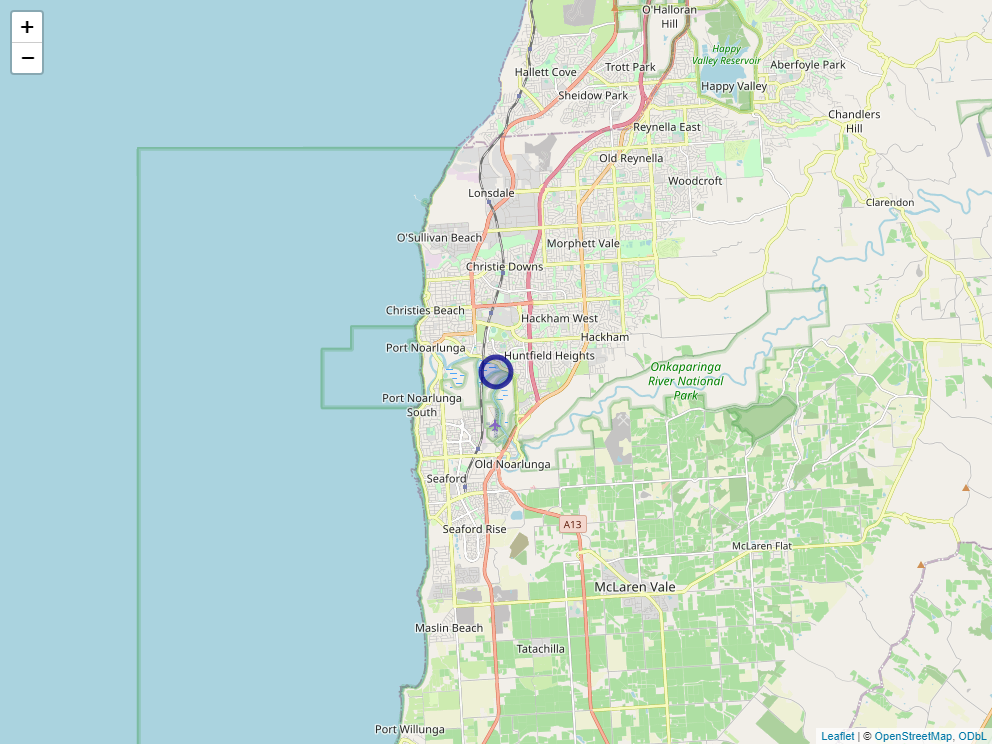 +
−
O'Halloran
Hill
Happy
Valley Reservoir
Hallett Cove
Trott Park
Aberfoyle Park
Sheidow Park
Happy Valley
Chandlers
Hill
Reynella East
Old Reynella
Woodcroft
Lonsdale
Clarendon
O'Sullivan Beach
Morphett Vale
Christie Downs
Christies Beach
Hackham West
Hackham
Port Noarlunga
Huntfield Heights
Onkaparinga
River National
Park
Port Noarlunga
South
Old Noarlunga
Seaford
A13
Seaford Rise
McLaren Flat
McLaren Vale
Maslin Beach
Tatachilla
Port Willunga
Leaflet | © OpenStreetMap, ODbL